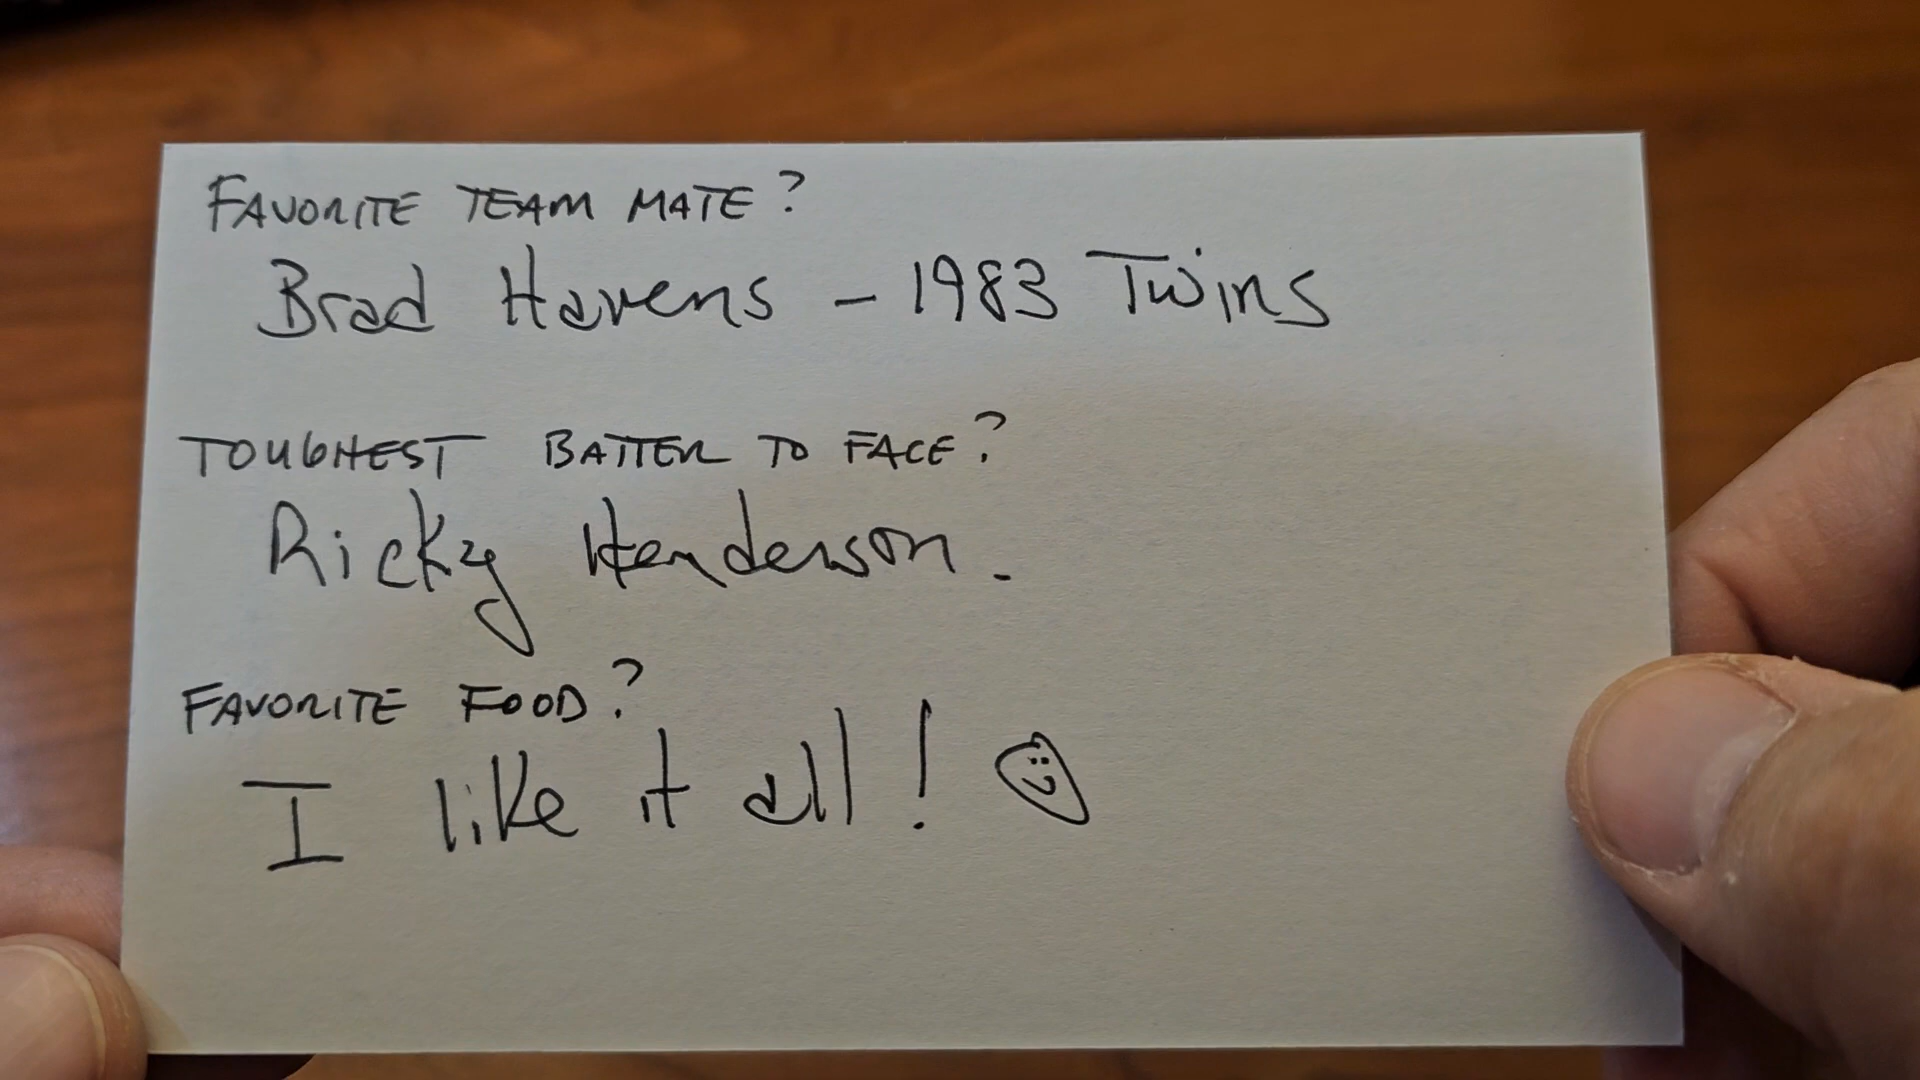 FAVORITE TEAM MATE?
Brad Havens - 1983 Twins
TOUGHEST BATTER TO FACE?
Ricky Henderson.
FAVORITE FOOD?
I like it all!